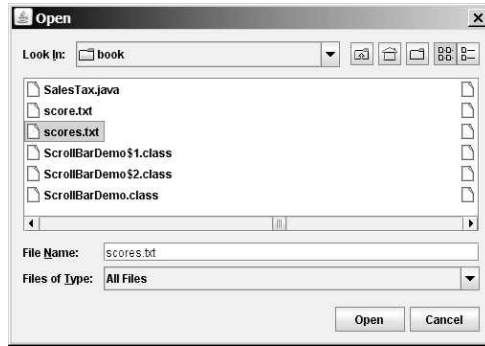 Open
Look In: book
SalesTax.java
score.txt
scores.txt
ScrollBarDemo$1.class
ScrollBarDemo$2.class
ScrollBarDemo.class
File Name: scores.txt
Files of Type: All Files
Open Cancel